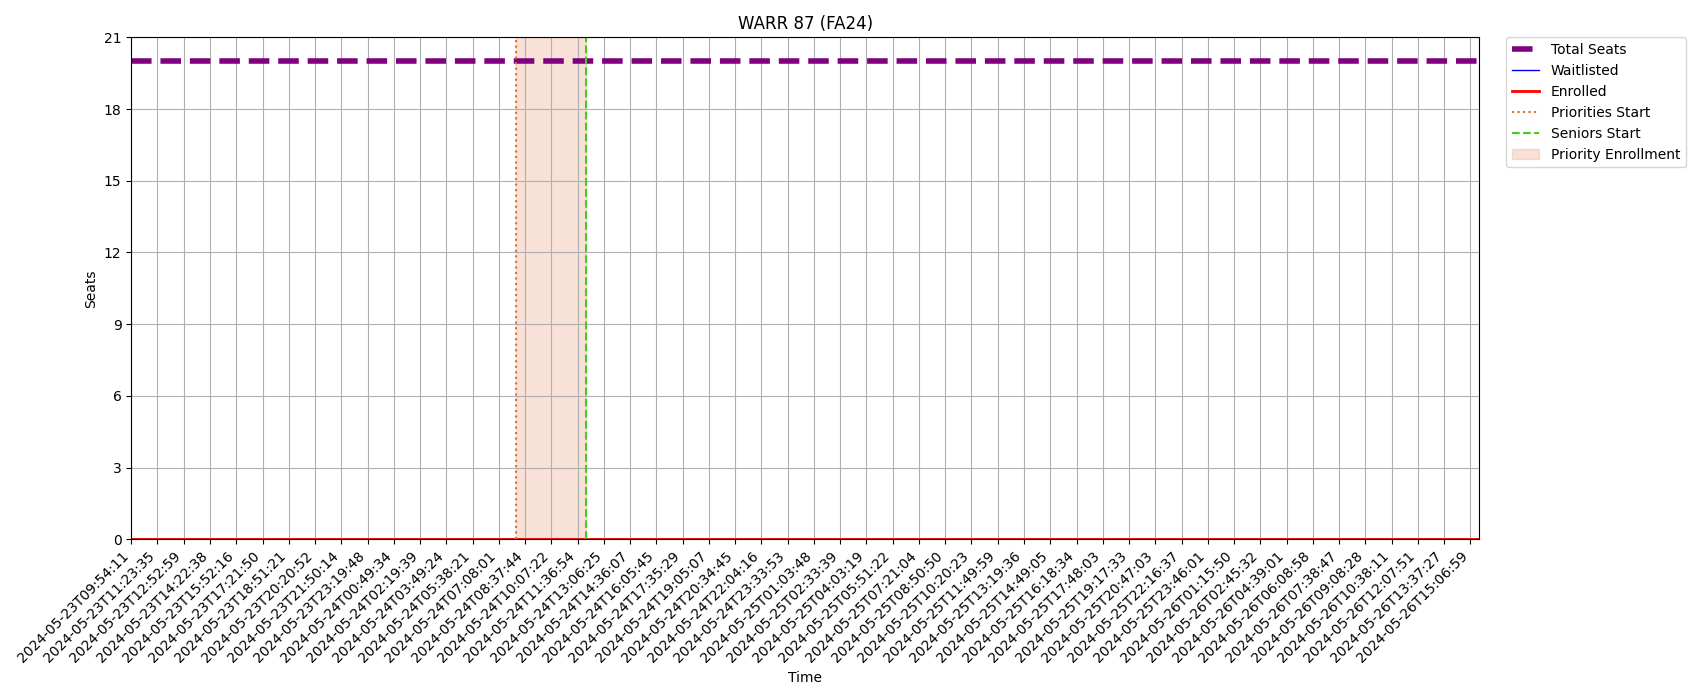 WARR 87 (FA24)
Total Seats
Waitlisted
Enrolled
Priorities Start
Seniors Start
Priority Enrollment
Seats
21
18
15
12
9
6
3
0
2024-05-23T09:54:11
2024-05-23T11:23:35
2024-05-23T12:52:59
2024-05-23T14:22:38
2024-05-23T15:52:16
2024-05-23T17:21:50
2024-05-23T18:51:21
2024-05-23T20:20:52
2024-05-23T21:50:14
2024-05-23T23:19:48
2024-05-24T00:49:34
2024-05-24T02:19:39
2024-05-24T03:49:24
2024-05-24T05:38:21
2024-05-24T07:08:01
2024-05-24T08:37:44
2024-05-24T10:07:22
2024-05-24T11:36:54
2024-05-24T13:06:25
2024-05-24T14:36:07
2024-05-24T16:05:45
2024-05-24T17:35:29
2024-05-24T19:05:07
2024-05-24T20:34:45
2024-05-24T22:04:16
2024-05-24T23:33:53
2024-05-25T01:03:48
2024-05-25T02:33:39
2024-05-25T04:03:19
2024-05-25T05:51:22
2024-05-25T07:21:04
2024-05-25T08:50:50
2024-05-25T10:20:23
2024-05-25T11:49:59
2024-05-25T13:19:36
2024-05-25T14:49:05
2024-05-25T16:18:34
2024-05-25T17:48:03
2024-05-25T19:17:33
2024-05-25T20:47:03
2024-05-25T22:16:37
2024-05-25T23:46:01
2024-05-26T01:15:50
2024-05-26T02:45:32
2024-05-26T04:39:01
2024-05-26T06:08:58
2024-05-26T07:38:47
2024-05-26T09:08:28
2024-05-26T10:38:11
2024-05-26T12:07:51
2024-05-26T13:37:27
2024-05-26T15:06:59
Time